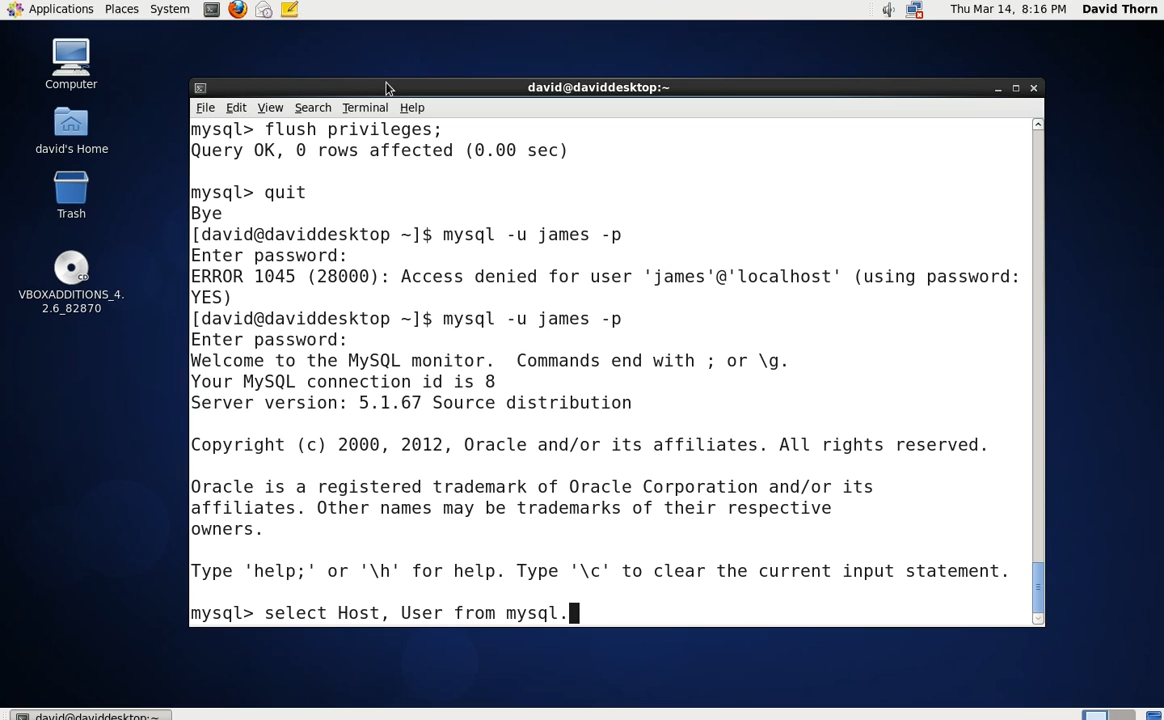 Applications Places System
Thu Mar 14, 8:16 PM David Thorn
Computer
david's Home
Trash
VBOXADDITIONS_4.
2.6_82870
david@daviddesktop:~
File Edit View Search Terminal Help
mysql> flush privileges;
Query OK, 0 rows affected (0.00 sec)
mysql> quit
Bye
[david@daviddesktop ~]$ mysql -u james -p
Enter password:
ERROR 1045 (28000): Access denied for user 'james'@'localhost' (using password:
YES)
[david@daviddesktop ~]$ mysql -u james -p
Enter password:
Welcome to the MySQL monitor.  Commands end with ; or \g.
Your MySQL connection id is 8
Server version: 5.1.67 Source distribution
Copyright (c) 2000, 2012, Oracle and/or its affiliates. All rights reserved.
Oracle is a registered trademark of Oracle Corporation and/or its
affiliates. Other names may be trademarks of their respective
owners.
Type 'help;' or '\h' for help. Type '\c' to clear the current input statement.
mysql> select Host, User from mysql.
david@daviddesktop:~